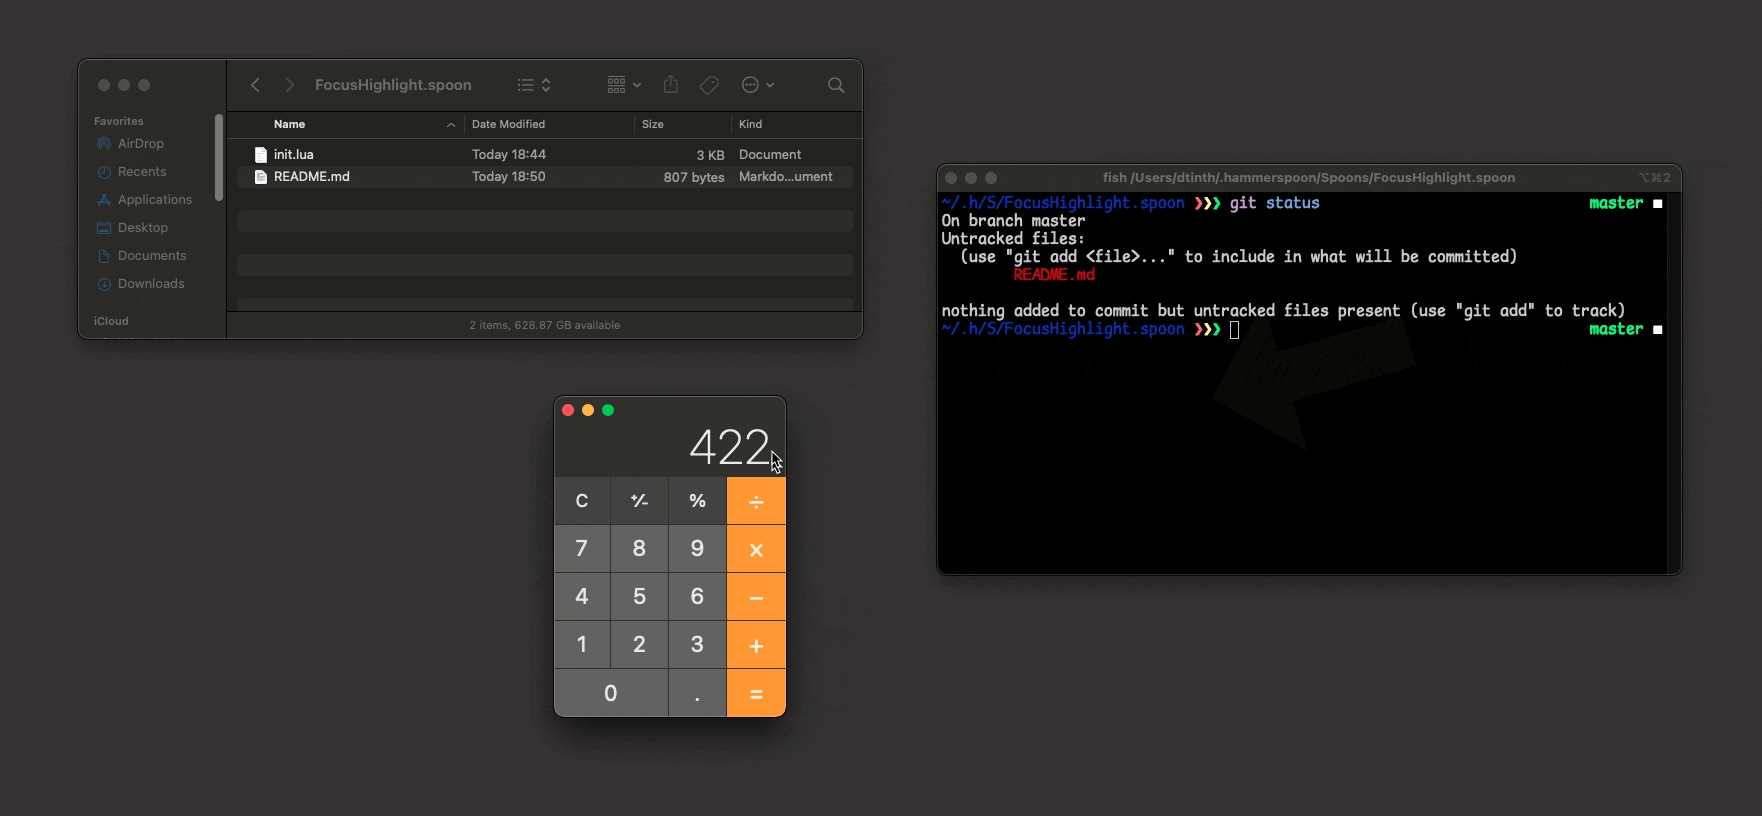 FocusHighlight.spoon
Favorites
AirDrop
Recents
Applications
Desktop
Documents
Downloads
iCloud
Name Date Modified Size Kind
init.lua Today 18:44 3 KB Document
README.md Today 18:50 807 bytes Markdo...ument
2 items, 628.87 GB available
fish /Users/dtinth/.hammerspoon/Spoons/FocusHighlight.spoon ⌥⌘2
~/.h/S/FocusHighlight.spoon ❯❯❯ git status master ■
On branch master
Untracked files:
(use "git add <file>..." to include in what will be committed)
README.md
nothing added to commit but untracked files present (use "git add" to track)
~/.h/S/FocusHighlight.spoon ❯❯❯ master ■
422
C +⁄- % ÷
7 8 9 x
4 5 6 −
1 2 3 +
0 . =